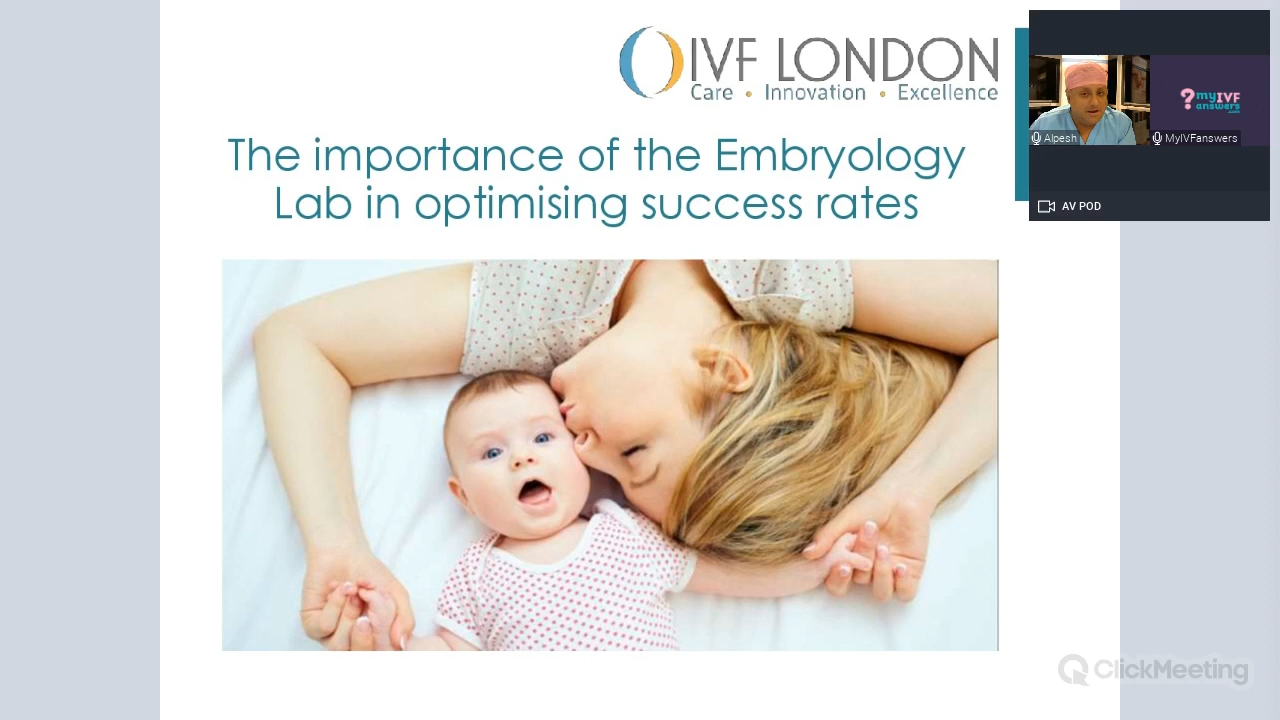 IVF LONDON
Care • Innovation • Excellence
The importance of the Embryology
Lab in optimising success rates
? myIVF
answers
.com
Alpesh
MyIVFanswers
AV POD
ClickMeeting